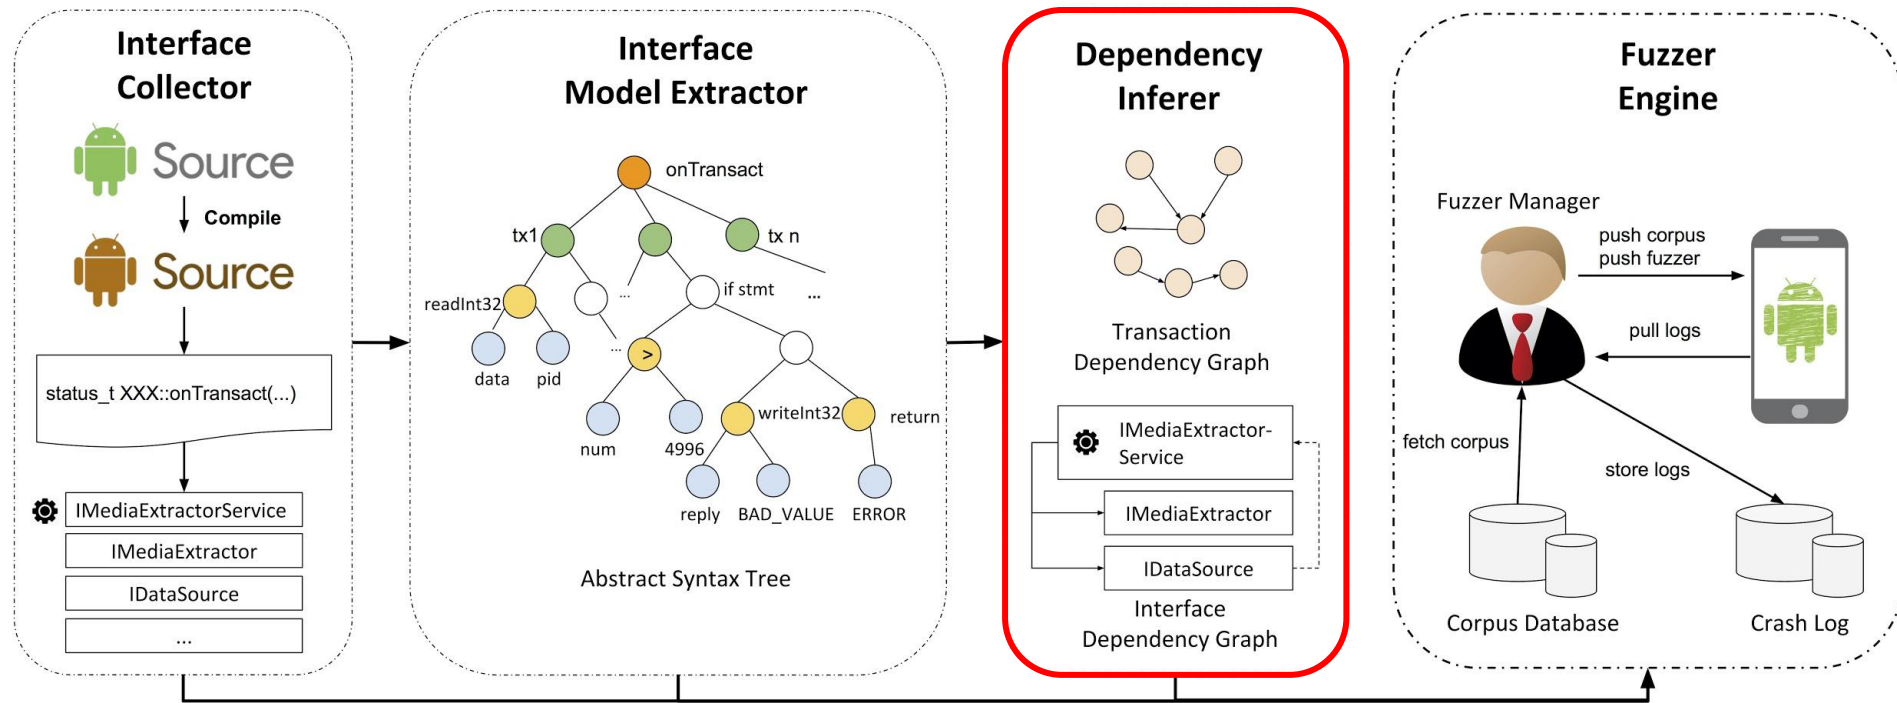 Interface
Collector
Source
Compile
Source
status_t XXX::onTransact(...)
IMediaExtractorService
IMediaExtractor
IDataSource
...
Interface
Model Extractor
onTransact
tx1
tx n
...
readInt32
if stmt
...
...
>
data
pid
writeInt32
return
num
4996
reply
BAD_VALUE
ERROR
Abstract Syntax Tree
Dependency
Inferer
Transaction
Dependency Graph
IMediaExtractor-
Service
IMediaExtractor
IDataSource
Interface
Dependency Graph
Fuzzer
Engine
Fuzzer Manager
push corpus
push fuzzer
pull logs
fetch corpus
store logs
Corpus Database
Crash Log